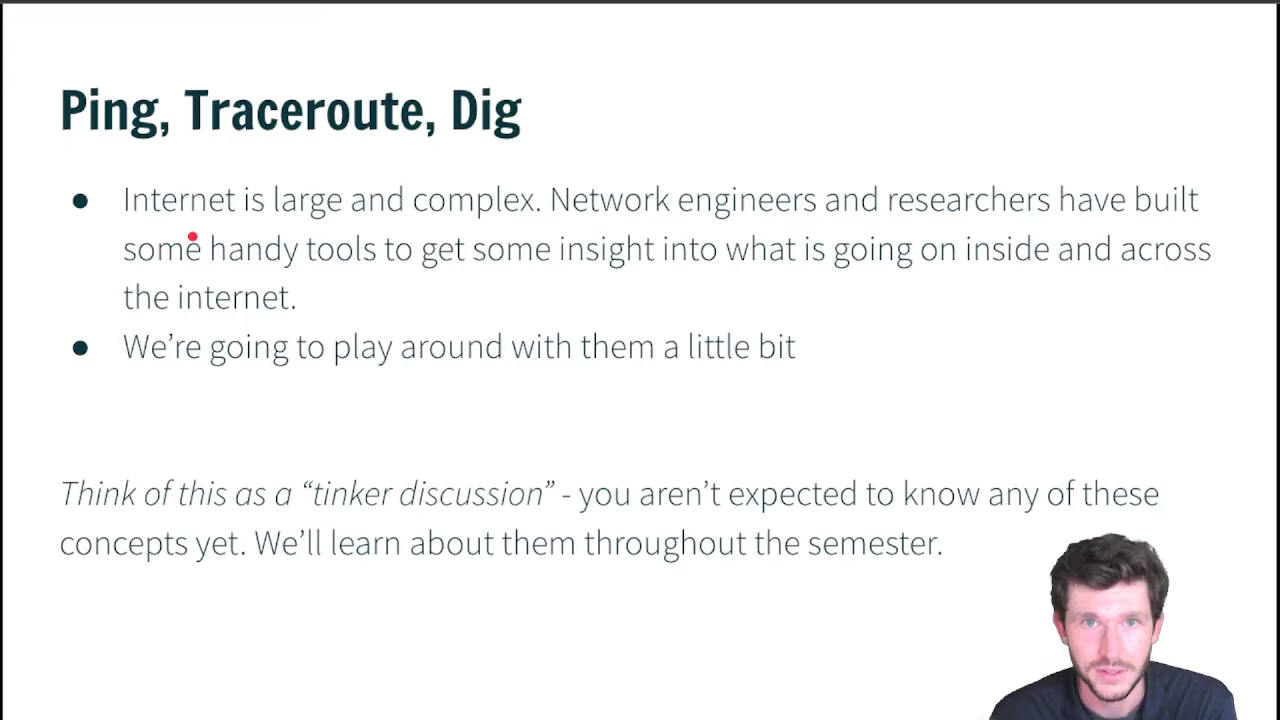 Ping, Traceroute, Dig
● Internet is large and complex. Network engineers and researchers have built
some handy tools to get some insight into what is going on inside and across
the internet.
● We’re going to play around with them a little bit
Think of this as a “tinker discussion” - you aren’t expected to know any of these
concepts yet. We’ll learn about them throughout the semester.